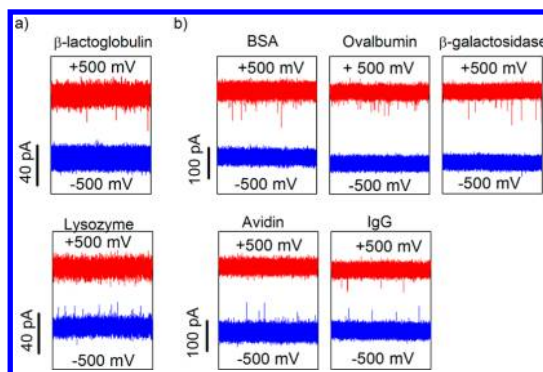 a)
b)
β-lactoglobulin
BSA
Ovalbumin
β-galactosidase
+500 mV
+500 mV
+ 500 mV
+500 mV
40 pA
100 pA
-500 mV
-500 mV
-500 mV
-500 mV
Lysozyme
Avidin
IgG
+500 mV
+500 mV
+500 mV
40 pA
100 pA
-500 mV
-500 mV
-500 mV